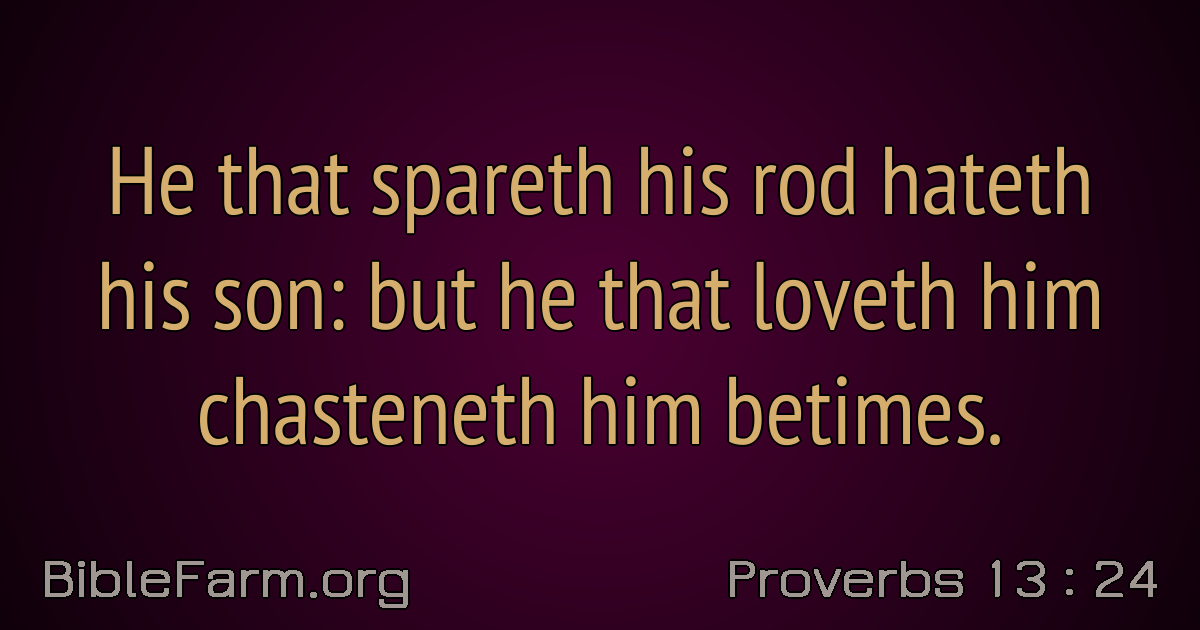 He that spareth his rod hateth
his son: but he that loveth him
chasteneth him betimes.
BibleFarm.org
Proverbs 13 : 24